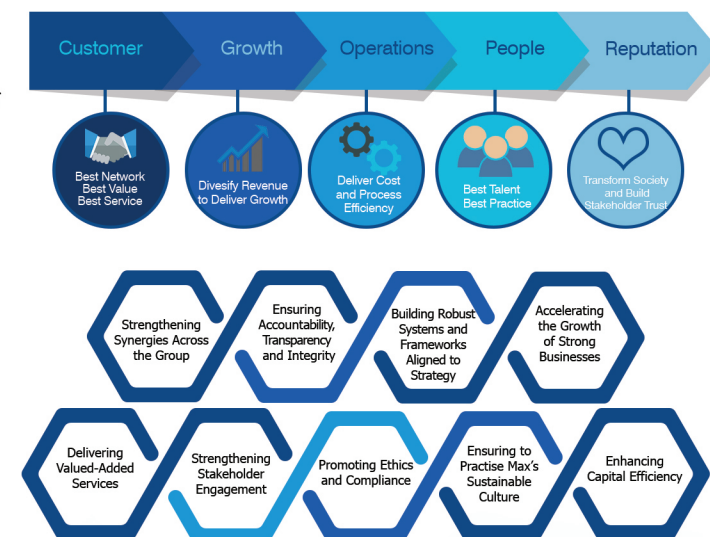 Customer
Growth
Operations
People
Reputation
Best Network
Best Value
Best Service
Divesify Revenue
to Deliver Growth
Deliver Cost
and Process
Efficiency
Best Talent
Best Practice
Transform Society
and Build
Stakeholder Trust
Strengthening
Synergies Across
the Group
Ensuring
Accountability,
Transparency
and Integrity
Building Robust
Systems and
Frameworks
Aligned to
Strategy
Accelerating
the Growth
of Strong
Businesses
Delivering
Valued-Added
Services
Strengthening
Stakeholder
Engagement
Promoting Ethics
and Compliance
Ensuring to
Practise Max's
Sustainable
Culture
Enhancing
Capital Efficiency